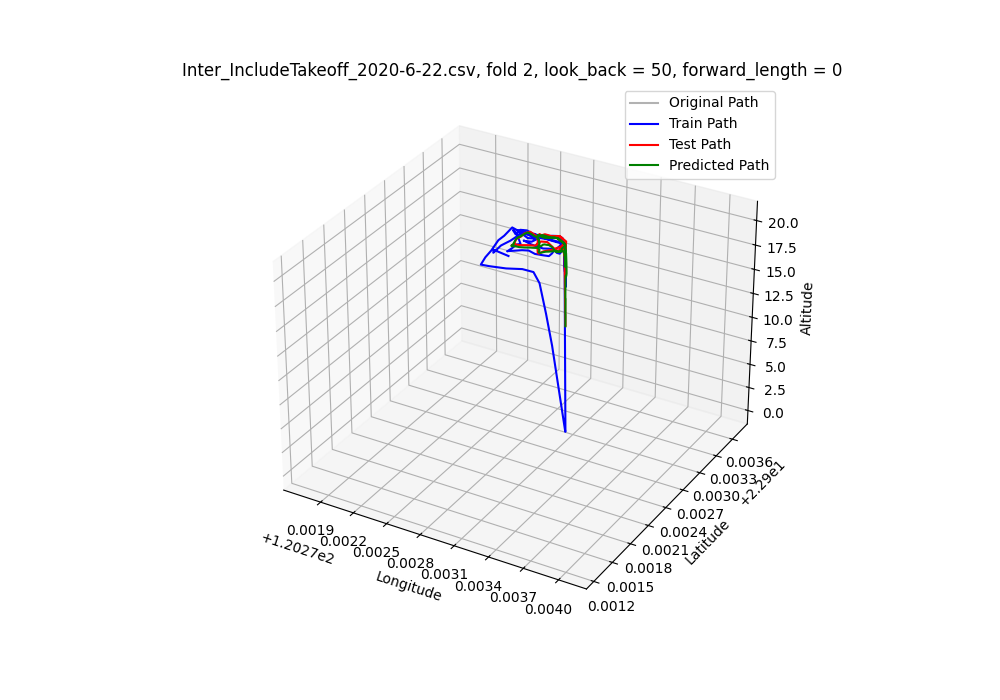 Inter_IncludeTakeoff_2020-6-22.csv, fold 2, look_back = 50, forward_length = 0
Original Path
Train Path
Test Path
Predicted Path
20.0
17.5
15.0
12.5
10.0
7.5
5.0
2.5
0.0
Altitude
0.0036
0.0033
0.0030
0.0027
0.0024
0.0021
0.0018
0.0015
0.0012
+2.29e1
Latitude
0.0019
0.0022
0.0025
0.0028
0.0031
0.0034
0.0037
0.0040
+1.2027e2
Longitude